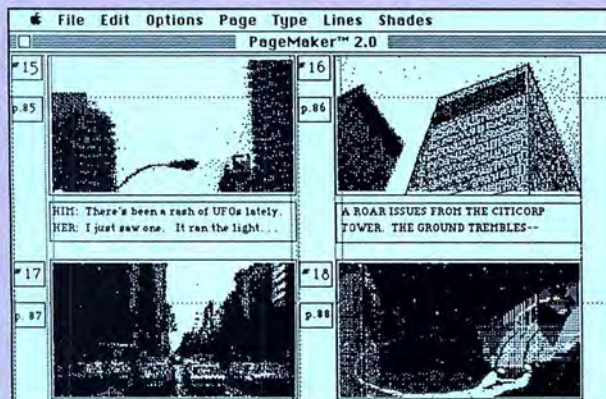 File Edit Options Page Type Lines Shades
PageMaker™ 2.0
#15
p.85
HIM: There's been a rash of UFOs lately.
HER: I just saw one. It ran the light...
#16
p.86
A ROAR ISSUES FROM THE CITICORP
TOWER. THE GROUND TREMBLES--
#17
p. 87
#18
p.88